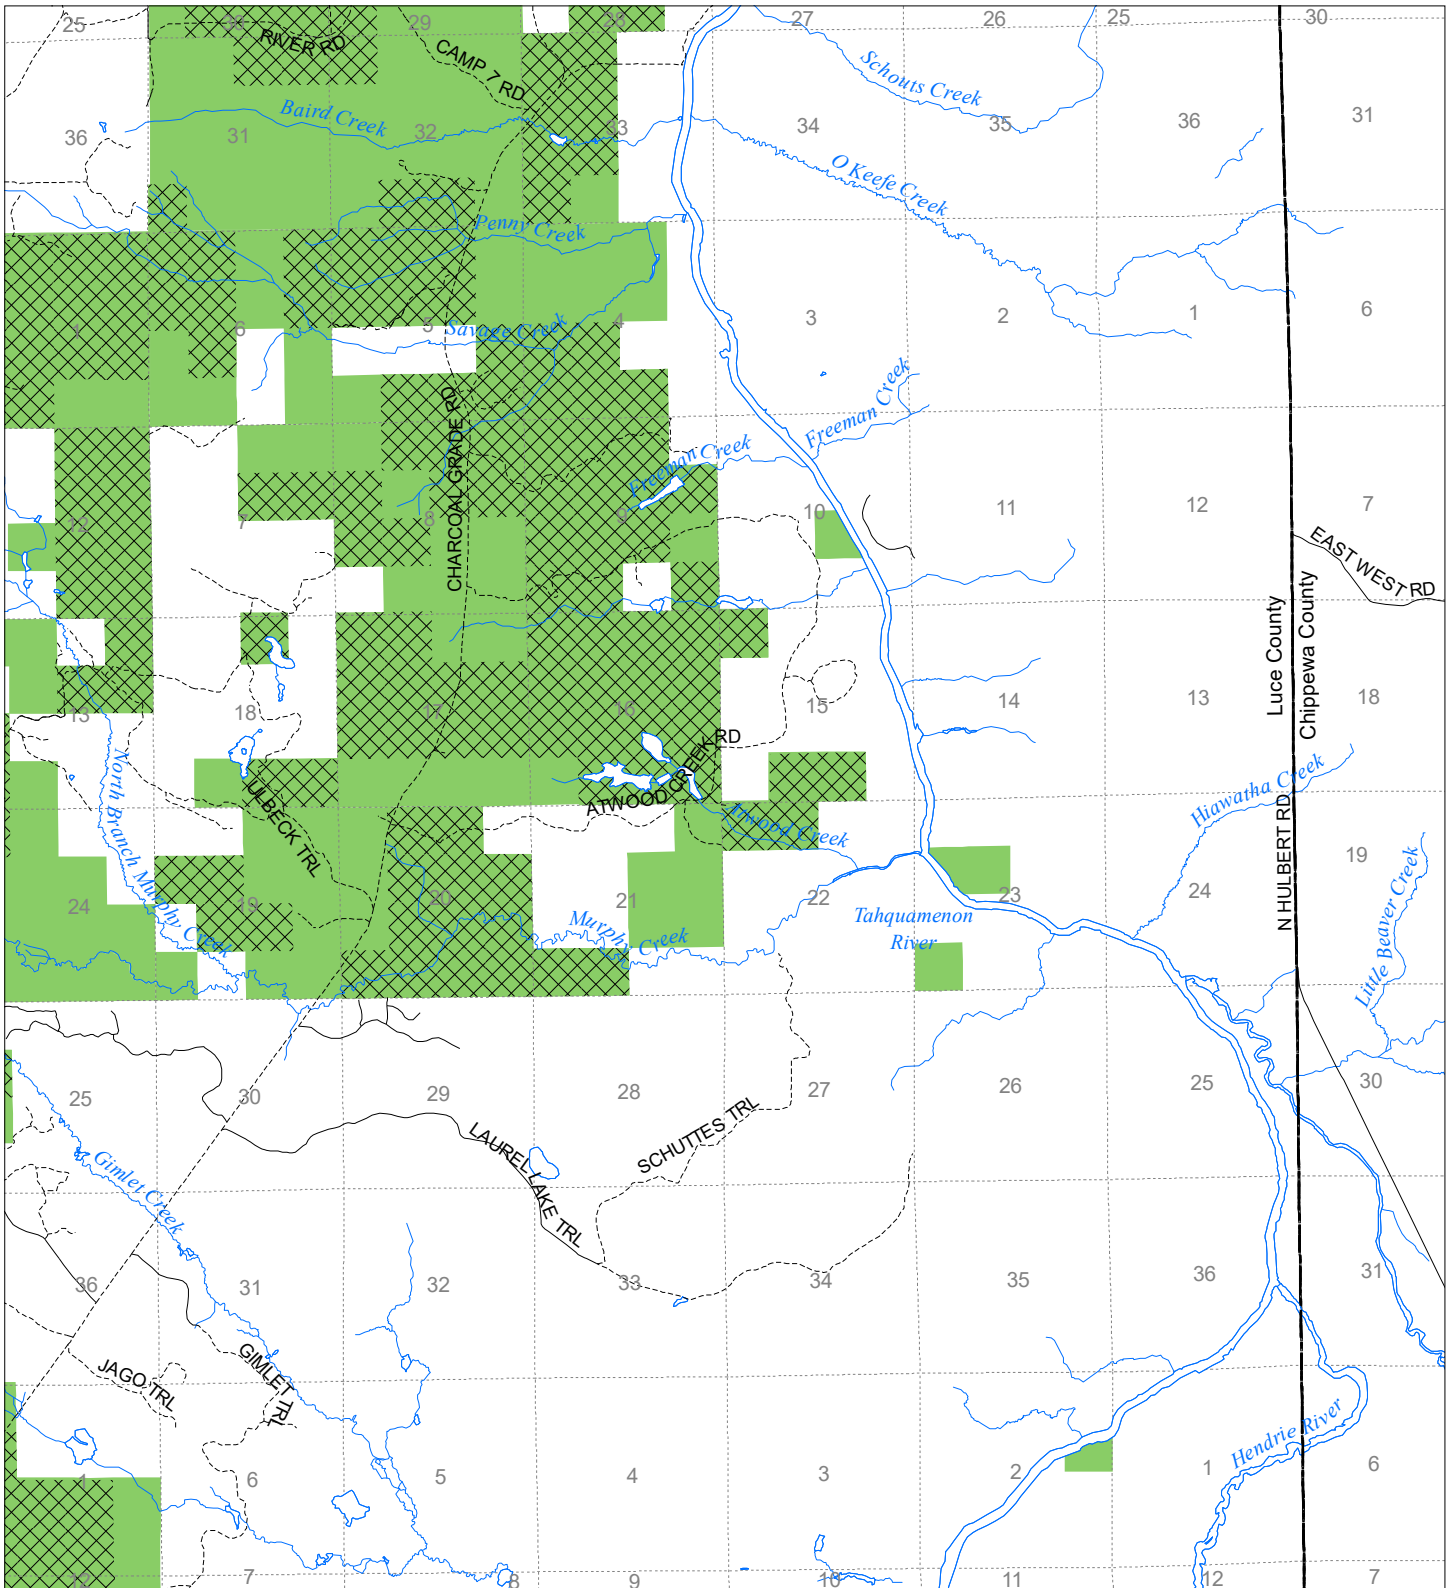 25
30
29
28
27
26
25
30
RIVER RD
CAMP 7 RD
Schouts Creek
Baird Creek
36
31
32
33
34
35
36
31
O Keefe Creek
Penny Creek
1
6
5
Savage Creek
4
3
2
1
6
Freeman Creek
Freeman Creek
CHARCOAL GRADE RD
12
7
8
9
10
11
12
7
EAST WEST RD
Luce County
Chippewa County
13
18
17
16
15
14
13
18
ATWOOD CREEK RD
North Branch Murphy Creek
ULBECK TRL
Atwood Creek
Hiawatha Creek
N HULBERT RD
19
Little Beaver Creek
24
19
20
21
22
23
24
Murphy Creek
Tahquamenon
River
25
30
29
28
27
26
25
30
LAUREL LAKE TRL
SCHUTTES TRL
Gimlet Creek
36
31
32
33
34
35
36
31
JAGO TRL
GIMLET TRL
Hendrie River
1
6
5
4
3
2
1
6
12
7
8
9
10
11
12
7